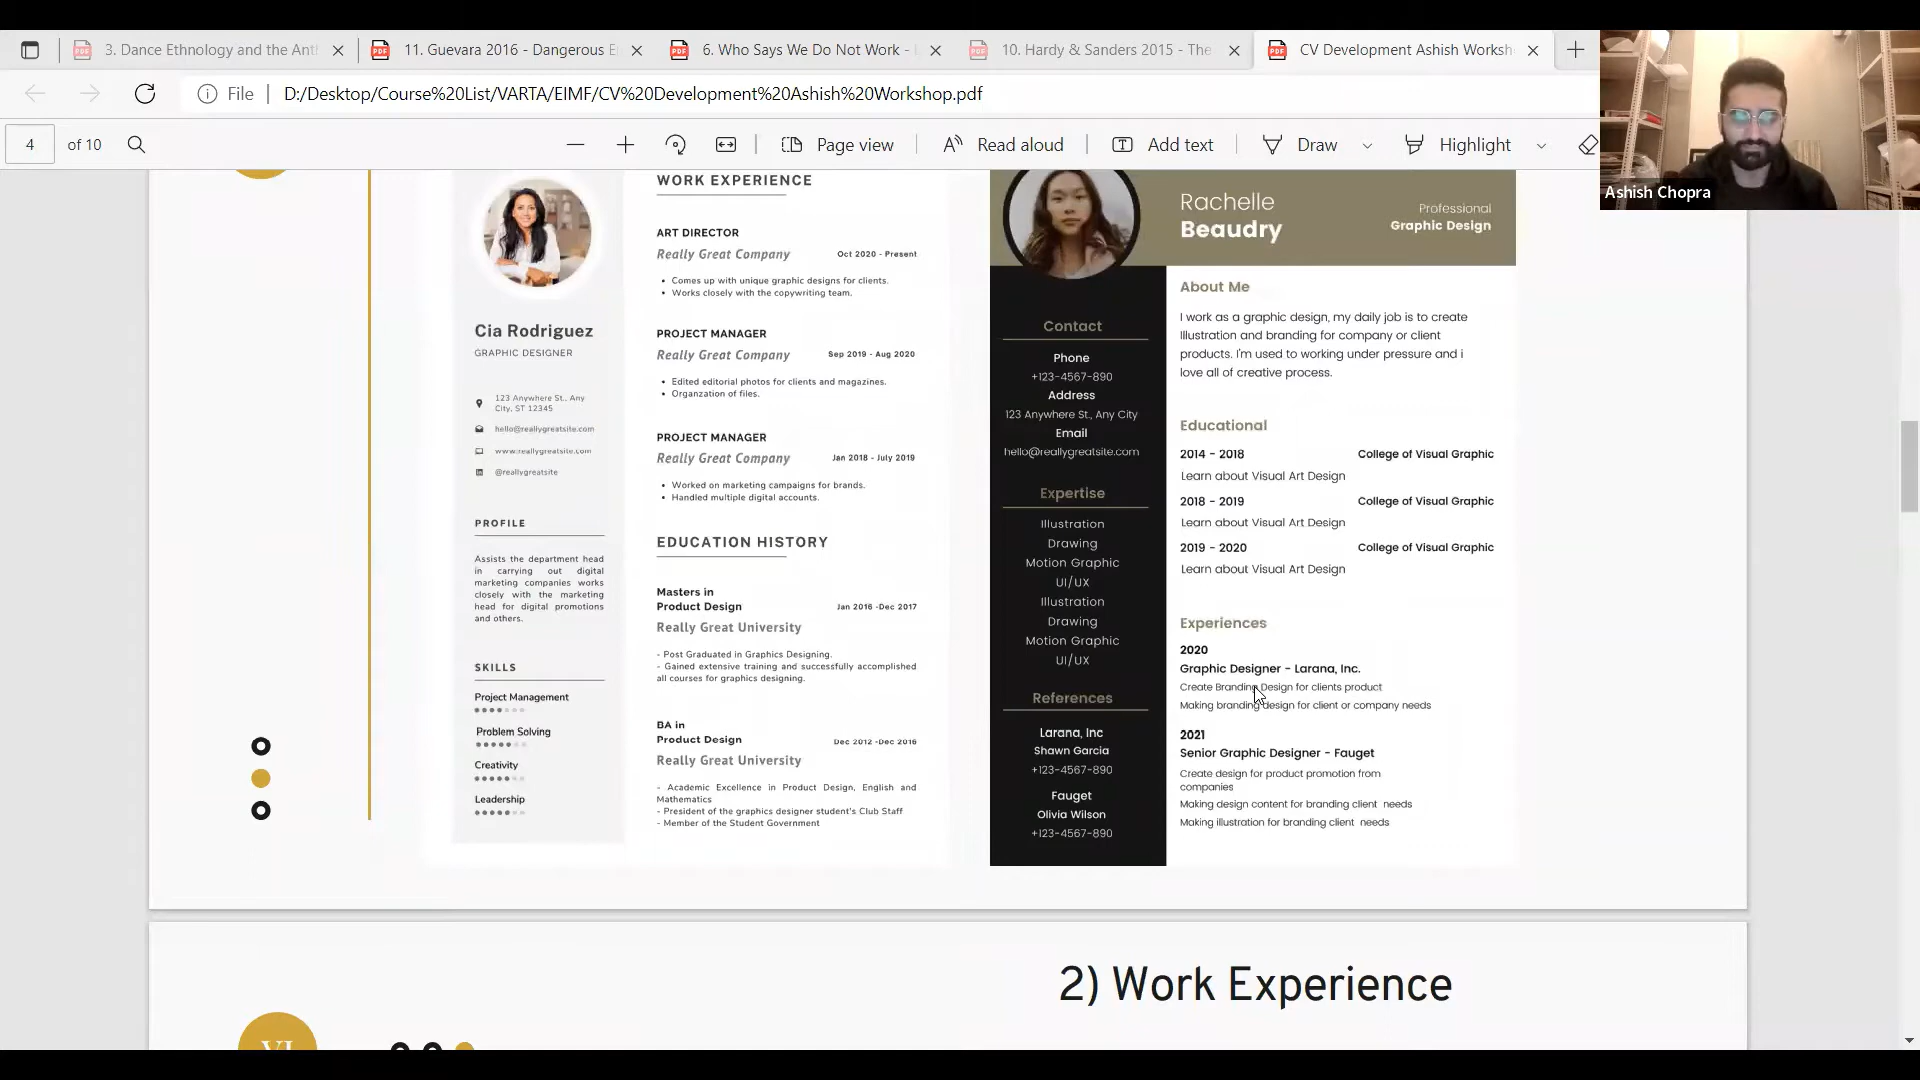 3. Dance Ethnology and the Ant
11. Guevara 2016 - Dangerous E
6. Who Says We Do Not Work -
10. Hardy & Sanders 2015 - The
CV Development Ashish Worksh
File
D:/Desktop/Course%20List/VARTA/EIMF/CV%20Development%20Ashish%20Workshop.pdf
4 of 10
Page view
Read aloud
Add text
Draw
Highlight
Ashish Chopra
Cia Rodriguez
GRAPHIC DESIGNER
123 Anywhere St., Any
City, ST 12345
hello@reallygreatsite.com
www.reallygreatsite.com
@reallygreatsite
PROFILE
Assists the department head
in carrying out digital
marketing companies works
closely with the marketing
head for digital promotions
and others.
SKILLS
Project Management
Problem Solving
Creativity
Leadership
WORK EXPERIENCE
ART DIRECTOR
Really Great Company Oct 2020 - Present
• Comes up with unique graphic designs for clients.
• Works closely with the copywriting team.
PROJECT MANAGER
Really Great Company Sep 2019 - Aug 2020
• Edited editorial photos for clients and magazines.
• Organzation of files.
PROJECT MANAGER
Really Great Company Jan 2018 - July 2019
• Worked on marketing campaigns for brands.
• Handled multiple digital accounts.
EDUCATION HISTORY
Masters in
Product Design Jan 2016 -Dec 2017
Really Great University
- Post Graduated in Graphics Designing.
- Gained extensive training and successfully accomplished
all courses for graphics designing.
BA in
Product Design Dec 2012 -Dec 2016
Really Great University
- Academic Excellence in Product Design, English and
Mathematics
- President of the graphics designer student's Club Staff
- Member of the Student Government
Rachelle
Beaudry
Professional
Graphic Design
Contact
Phone
+123-4567-890
Address
123 Anywhere St., Any City
Email
hello@reallygreatsite.com
Expertise
Illustration
Drawing
Motion Graphic
UI/UX
Illustration
Drawing
Motion Graphic
UI/UX
References
Larana, Inc
Shawn Garcia
+123-4567-890
Fauget
Olivia Wilson
+123-4567-890
About Me
I work as a graphic design, my daily job is to create
Illustration and branding for company or client
products. I'm used to working under pressure and i
love all of creative process.
Educational
2014 - 2018 College of Visual Graphic
Learn about Visual Art Design
2018 - 2019 College of Visual Graphic
Learn about Visual Art Design
2019 - 2020 College of Visual Graphic
Learn about Visual Art Design
Experiences
2020
Graphic Designer - Larana, Inc.
Create Branding Design for clients product
Making branding design for client or company needs
2021
Senior Graphic Designer - Fauget
Create design for product promotion from
companies
Making design content for branding client needs
Making illustration for branding client needs
2) Work Experience
VI